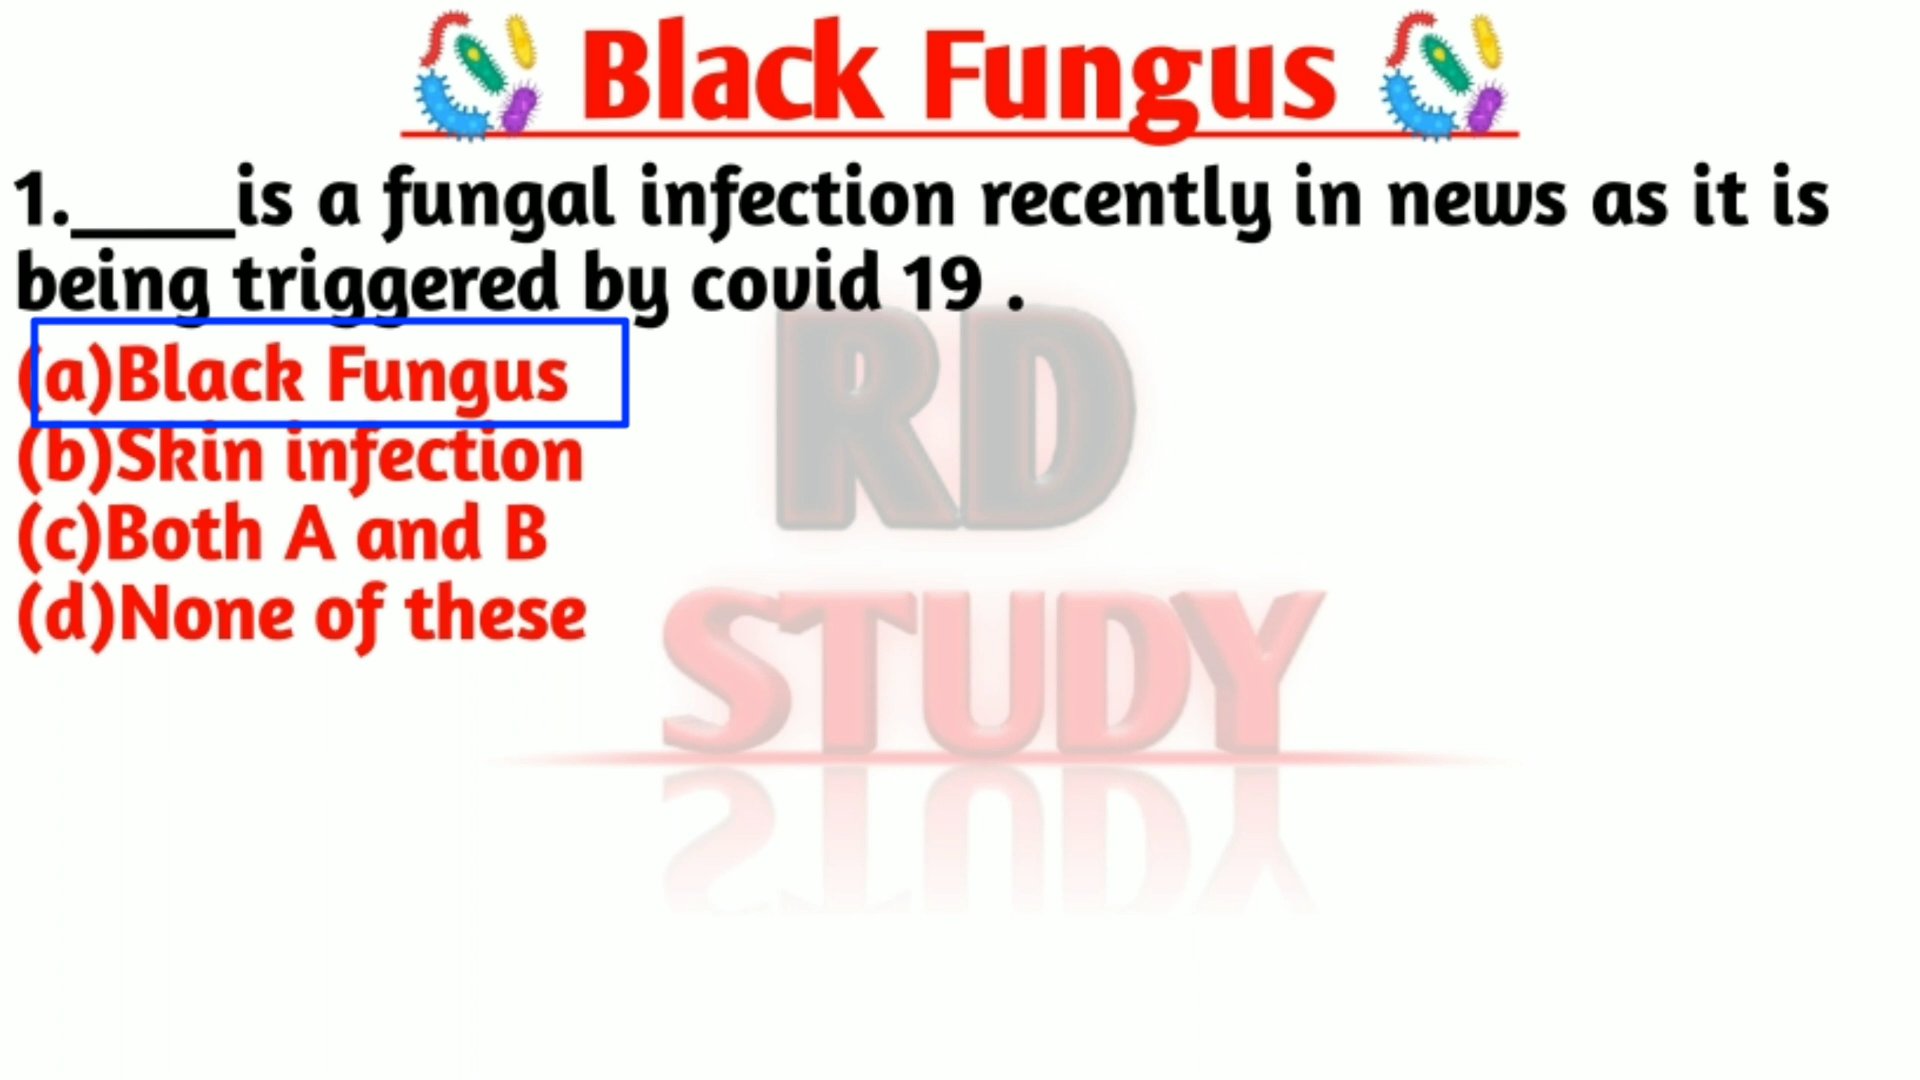 Black Fungus
1.____is a fungal infection recently in news as it is
being triggered by covid 19 .
(a)Black Fungus
(b)Skin infection
(c)Both A and B
(d)None of these
RD
STUDY